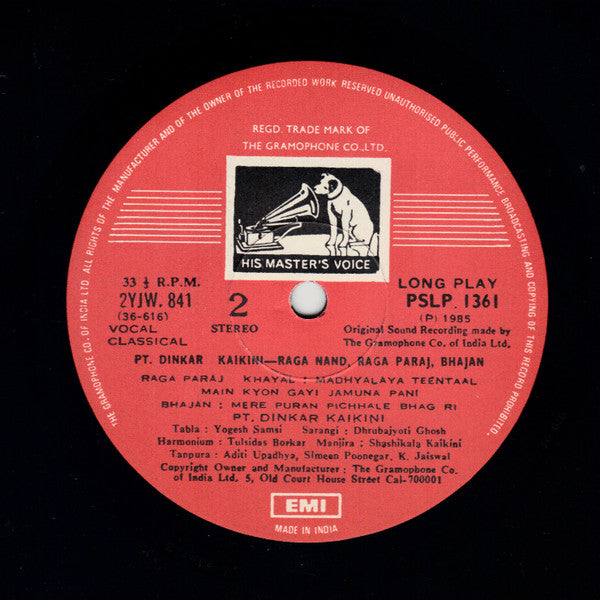 THE GRAMOPHONE CO. OF INDIA LTD. ALL RIGHTS OF THE MANUFACTURER AND OF THE OWNER OF THE RECORDED WORK RESERVED UNAUTHORISED PUBLIC PERFORMANCE BROADCASTING AND COPYING OF THIS RECORD PROHIBITED.
REGD. TRADE MARK OF
THE GRAMOPHONE CO., LTD.
HIS MASTER'S VOICE
33 ⅓ R.P.M.
2YJW. 841
(36-616)
VOCAL
CLASSICAL
2
STEREO
LONG PLAY
PSLP. 1361
(P) 1985
Original Sound Recording made by
The Gramophone Co. of India Ltd.
PT. DINKAR KAIKINI—RAGA NAND, RAGA PARAJ, BHAJAN
RAGA PARAJ KHAYAL : MADHYALAYA TEENTAAL
MAIN KYON GAYI JAMUNA PANI
BHAJAN : MERE PURAN PICHHALE BHAG RI
PT. DINKAR KAIKINI
Tabla : Yogesh Samsi Sarangi : Dhrubajyoti Ghosh
Harmonium : Tulsidas Borkar Manjira : Shashikala Kaikini
Tanpura : Aditi Upadhya, Simeen Poonegar, K. Jaiswal
Copyright Owner and Manufacturer : The Gramophone Co.
of India Ltd. 5, Old Court House Street Cal-700001
EMI
MADE IN INDIA